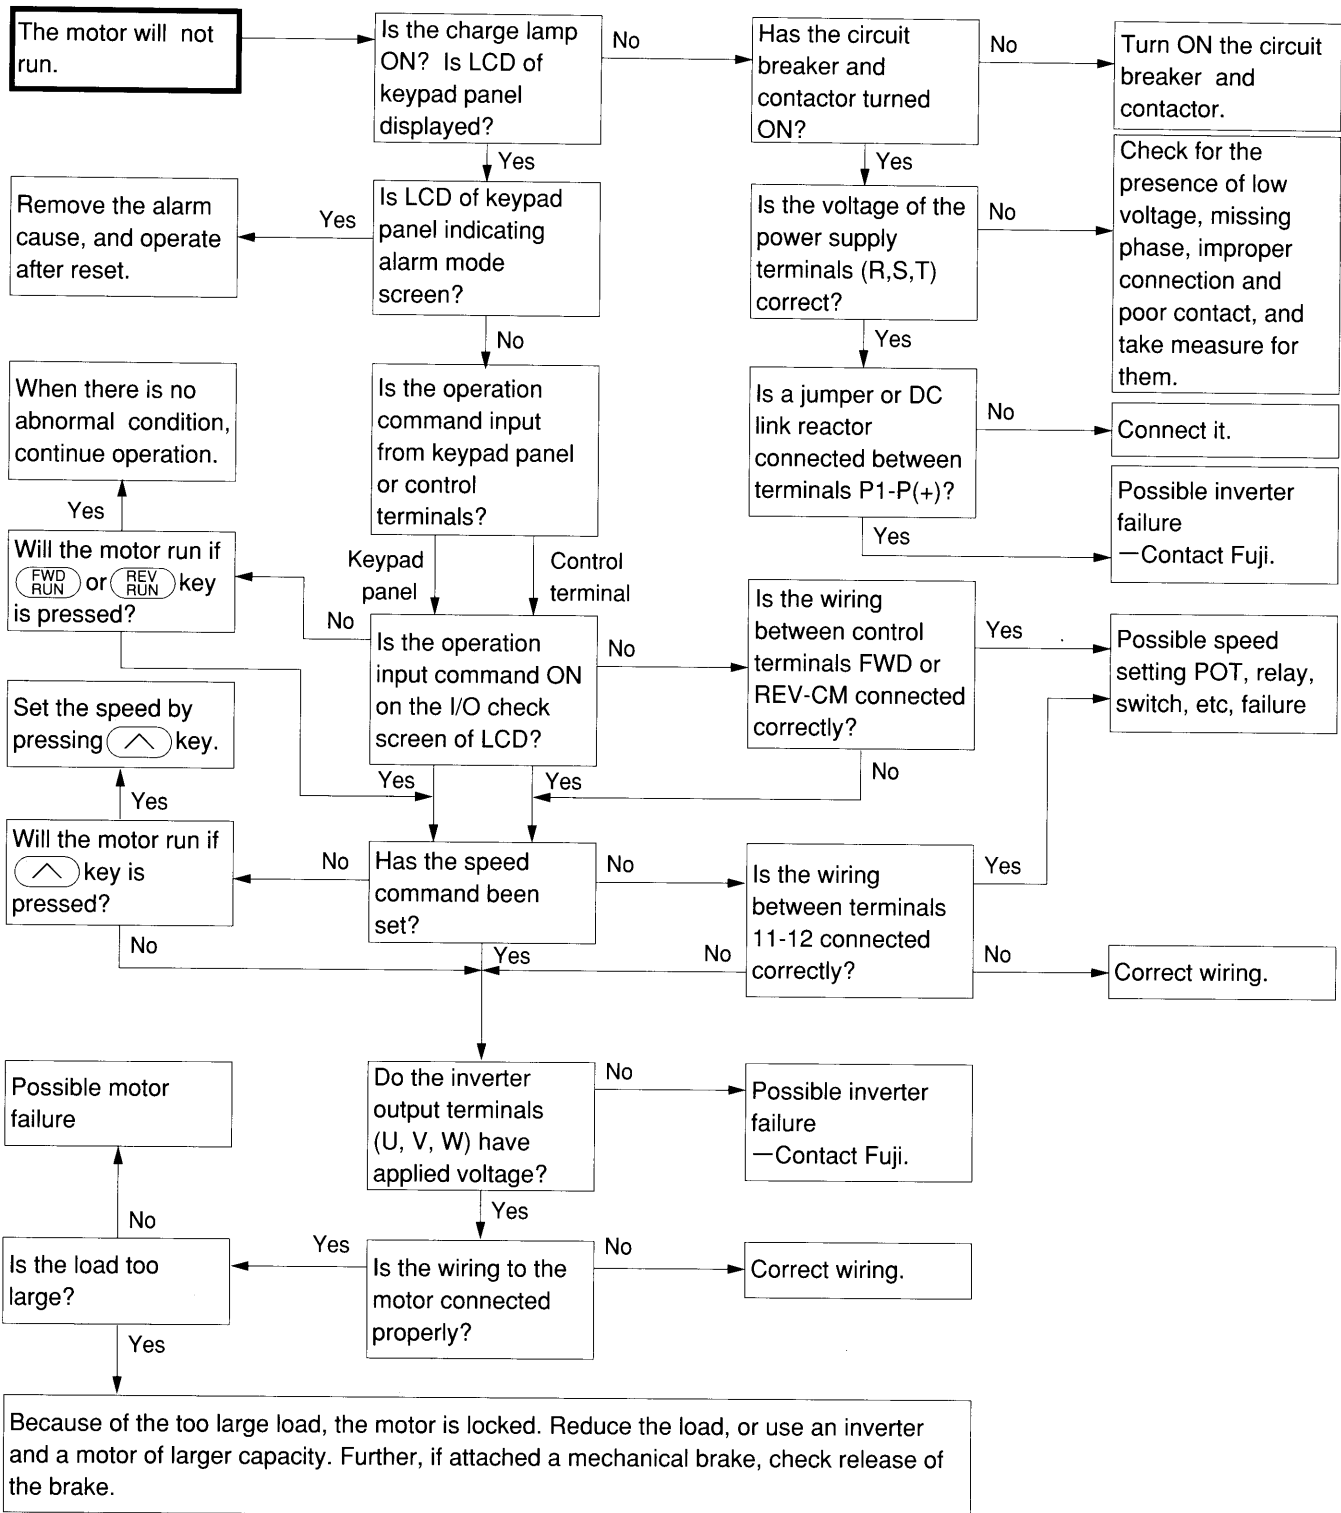 The motor will not
run.
Is the charge lamp
ON? Is LCD of
keypad panel
displayed?
No
Has the circuit
breaker and
contactor turned
ON?
No
Turn ON the circuit
breaker and
contactor.
Yes
Yes
Remove the alarm
cause, and operate
after reset.
Yes
Is LCD of keypad
panel indicating
alarm mode
screen?
Is the voltage of the
power supply
terminals (R,S,T)
correct?
No
Check for the
presence of low
voltage, missing
phase, improper
connection and
poor contact, and
take measure for
them.
No
Yes
When there is no
abnormal condition,
continue operation.
Is the operation
command input
from keypad panel
or control
terminals?
Is a jumper or DC
link reactor
connected between
terminals P1-P(+)?
No
Connect it.
Yes
Possible inverter
failure
—Contact Fuji.
Yes
Keypad
panel
Control
terminal
Will the motor run if
FWD RUN or REV RUN key
is pressed?
No
Is the operation
input command ON
on the I/O check
screen of LCD?
No
Is the wiring
between control
terminals FWD or
REV-CM connected
correctly?
Yes
Possible speed
setting POT, relay,
switch, etc, failure
Set the speed by
pressing ︿ key.
Yes
Yes
No
Yes
Will the motor run if
︿ key is
pressed?
No
Has the speed
command been
set?
No
Is the wiring
between terminals
11-12 connected
correctly?
Yes
No
Yes
No
No
Correct wiring.
Possible motor
failure
Do the inverter
output terminals
(U, V, W) have
applied voltage?
No
Possible inverter
failure
—Contact Fuji.
No
Yes
Is the load too
large?
Yes
Is the wiring to the
motor connected
properly?
No
Correct wiring.
Yes
Because of the too large load, the motor is locked. Reduce the load, or use an inverter
and a motor of larger capacity. Further, if attached a mechanical brake, check release of
the brake.